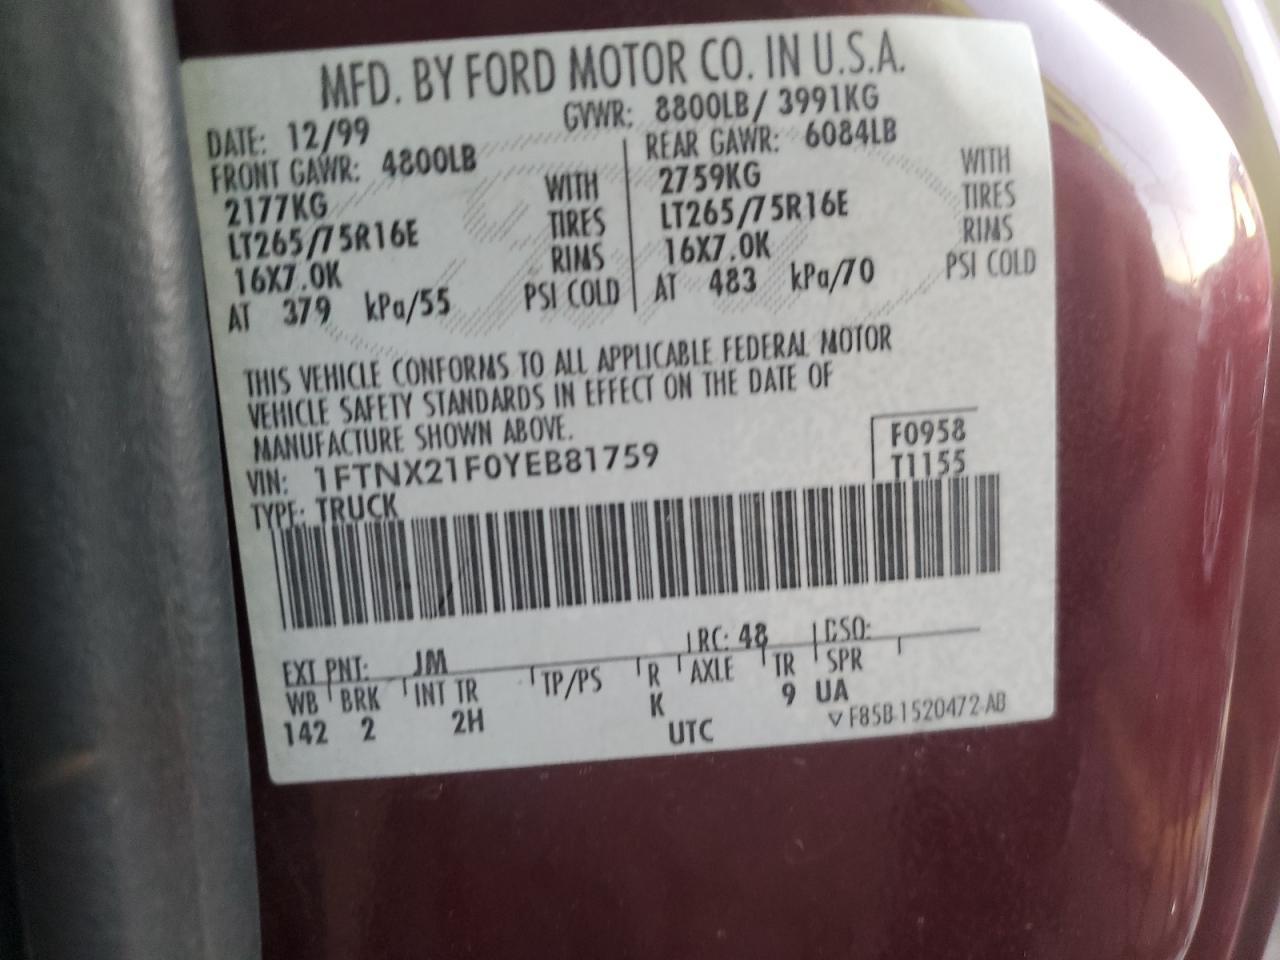 MFD. BY FORD MOTOR CO. IN U.S.A.
DATE: 12/99 GVWR: 8800LB/ 3991KG
FRONT GAWR: 4800LB REAR GAWR: 6084LB
2177KG WITH 2759KG WITH
LT265/75R16E TIRES LT265/75R16E TIRES
16X7.0K RIMS 16X7.0K RIMS
AT 379 kPa/55 PSI COLD AT 483 kPa/70 PSI COLD
THIS VEHICLE CONFORMS TO ALL APPLICABLE FEDERAL MOTOR
VEHICLE SAFETY STANDARDS IN EFFECT ON THE DATE OF
MANUFACTURE SHOWN ABOVE.
VIN: 1FTNX21F0YEB81759 F0958
TYPE: TRUCK T1155
EXT PNT: JM RC: 48 DSO:
WB BRK INT TR TP/PS R AXLE TR SPR
142 2 2H K 9 UA
UTC ▽ F85B-1520472-AB